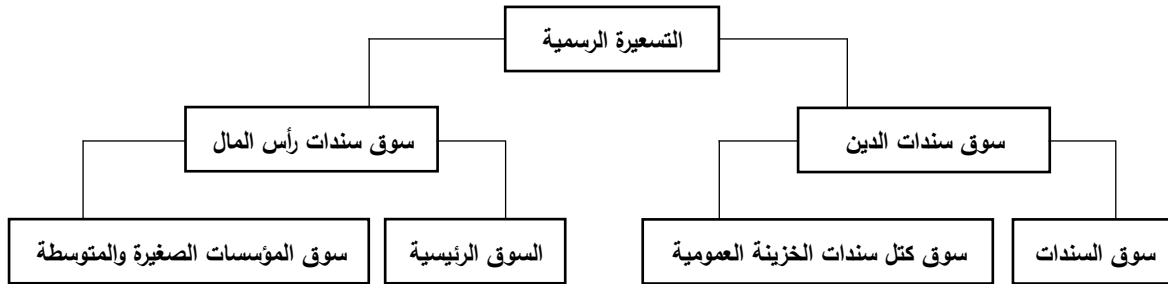 التسعيرة الرسمية
سوق سندات الدين
سوق سندات رأس المال
سوق السندات
سوق كتل سندات الخزينة العمومية
السوق الرئيسية
سوق المؤسسات الصغيرة والمتوسطة